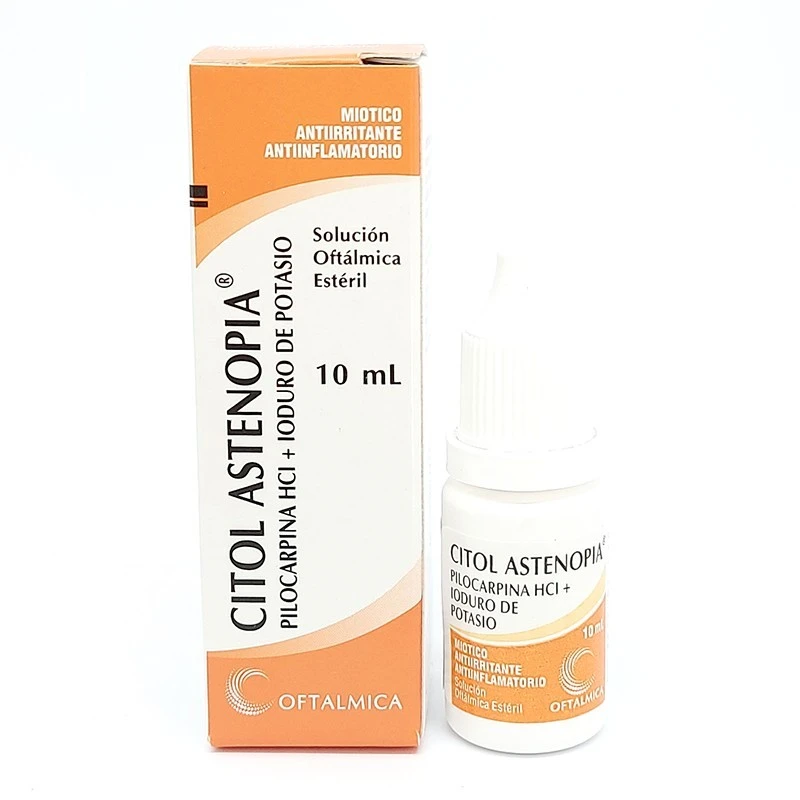 MIOTICO
ANTIIRRITANTE
ANTIINFLAMATORIO
Solución
Oftálmica
Estéril
10 mL
CITOL ASTENOPIA®
PILOCARPINA HCl + IODURO DE POTASIO
OFTALMICA
CITOL ASTENOPIA®
PILOCARPINA HCl +
IODURO DE
POTASIO
10 mL
MIOTICO
ANTIIRRITANTE
ANTIINFLAMATORIO
Solución
Oftálmica Estéril
OFTALMICA